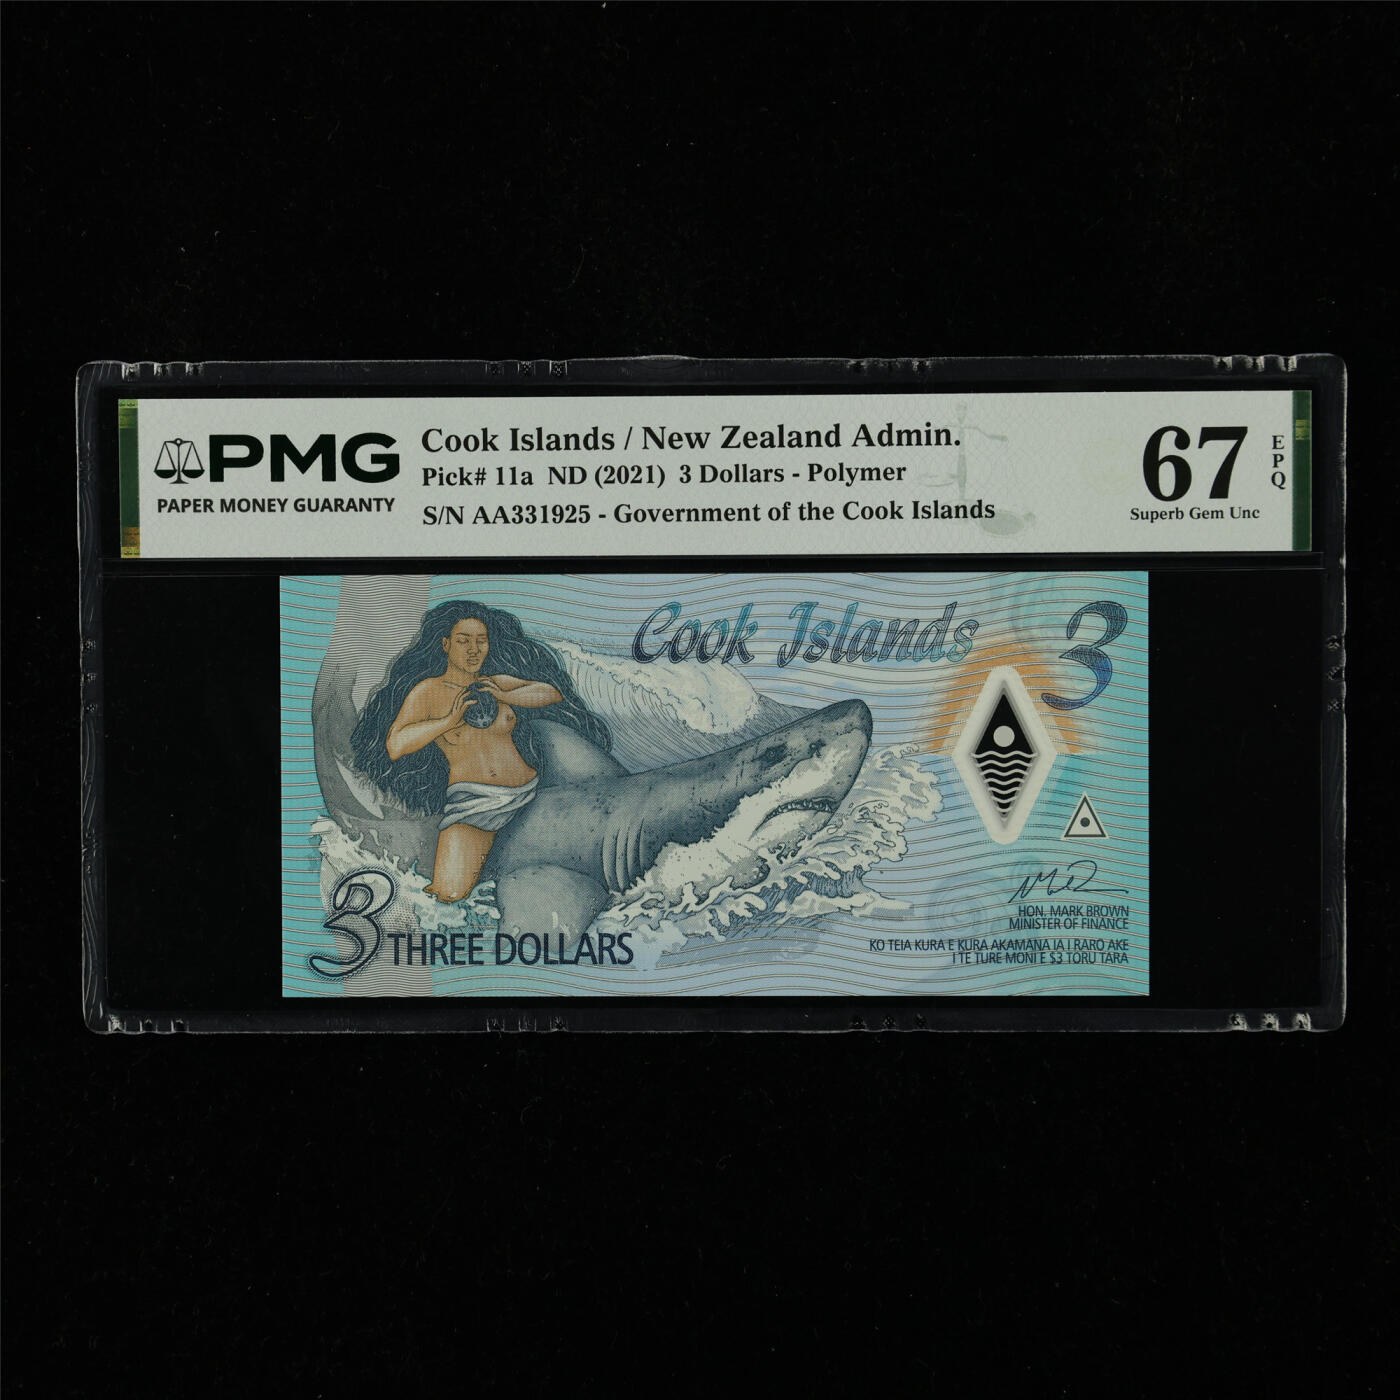 PMG
PAPER MONEY GUARANTY
Cook Islands / New Zealand Admin.
Pick# 11a ND (2021) 3 Dollars - Polymer
S/N AA331925 - Government of the Cook Islands
67
EPQ
Superb Gem Unc
Cook Islands
3
3
THREE DOLLARS
HON. MARK BROWN
MINISTER OF FINANCE
KO TEIA KURA E KURA AKAMANA IA I RARO AKE
I TE TURE MONI E $3 TORU TARA